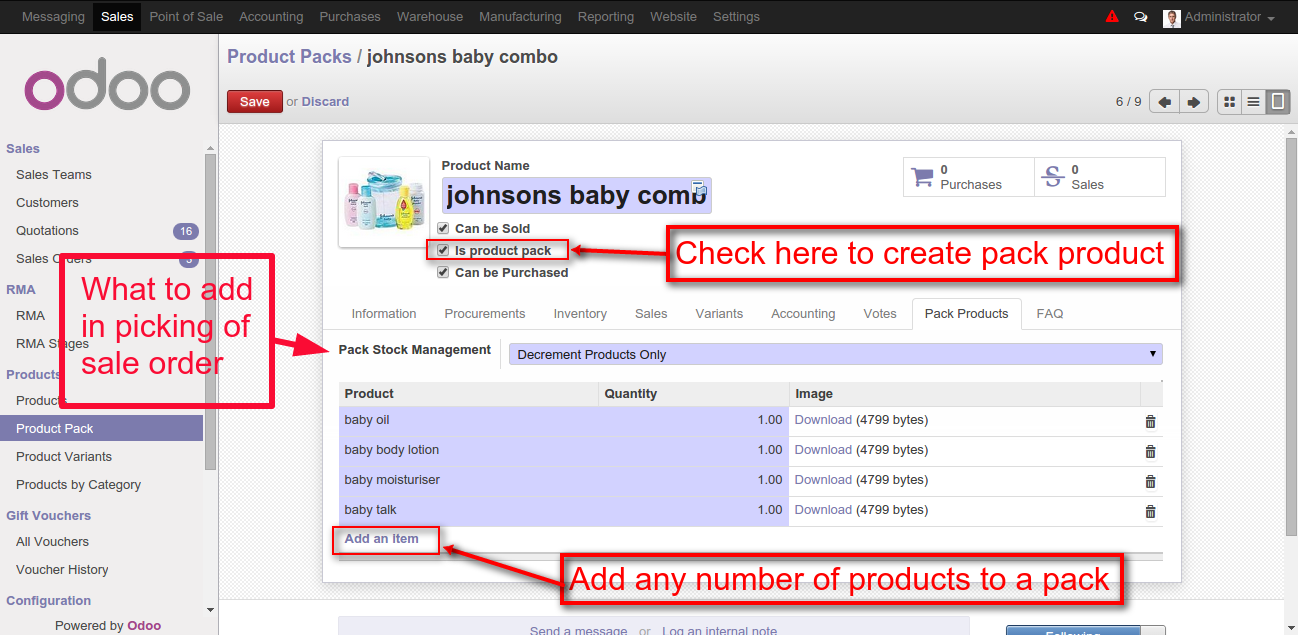 Messaging Sales Point of Sale Accounting Purchases Warehouse Manufacturing Reporting Website Settings Administrator
odoo
Product Packs / johnsons baby combo
Save or Discard
6 / 9
Sales
Sales Teams
Customers
Quotations 16
Sales Orders
RMA
RMA
RMA Stages
Products
Products
Product Pack
Product Variants
Products by Category
Gift Vouchers
All Vouchers
Voucher History
Configuration
Powered by Odoo
What to add
in picking of
sale order
Product Name
johnsons baby comb
Can be Sold
Is product pack
Can be Purchased
0
Purchases
0
Sales
Check here to create pack product
Information Procurements Inventory Sales Variants Accounting Votes Pack Products FAQ
Pack Stock Management Decrement Products Only
Product Quantity Image
baby oil 1.00 Download (4799 bytes)
baby body lotion 1.00 Download (4799 bytes)
baby moisturiser 1.00 Download (4799 bytes)
baby talk 1.00 Download (4799 bytes)
Add an Item
Add any number of products to a pack
Send a message or Log an internal note
Following